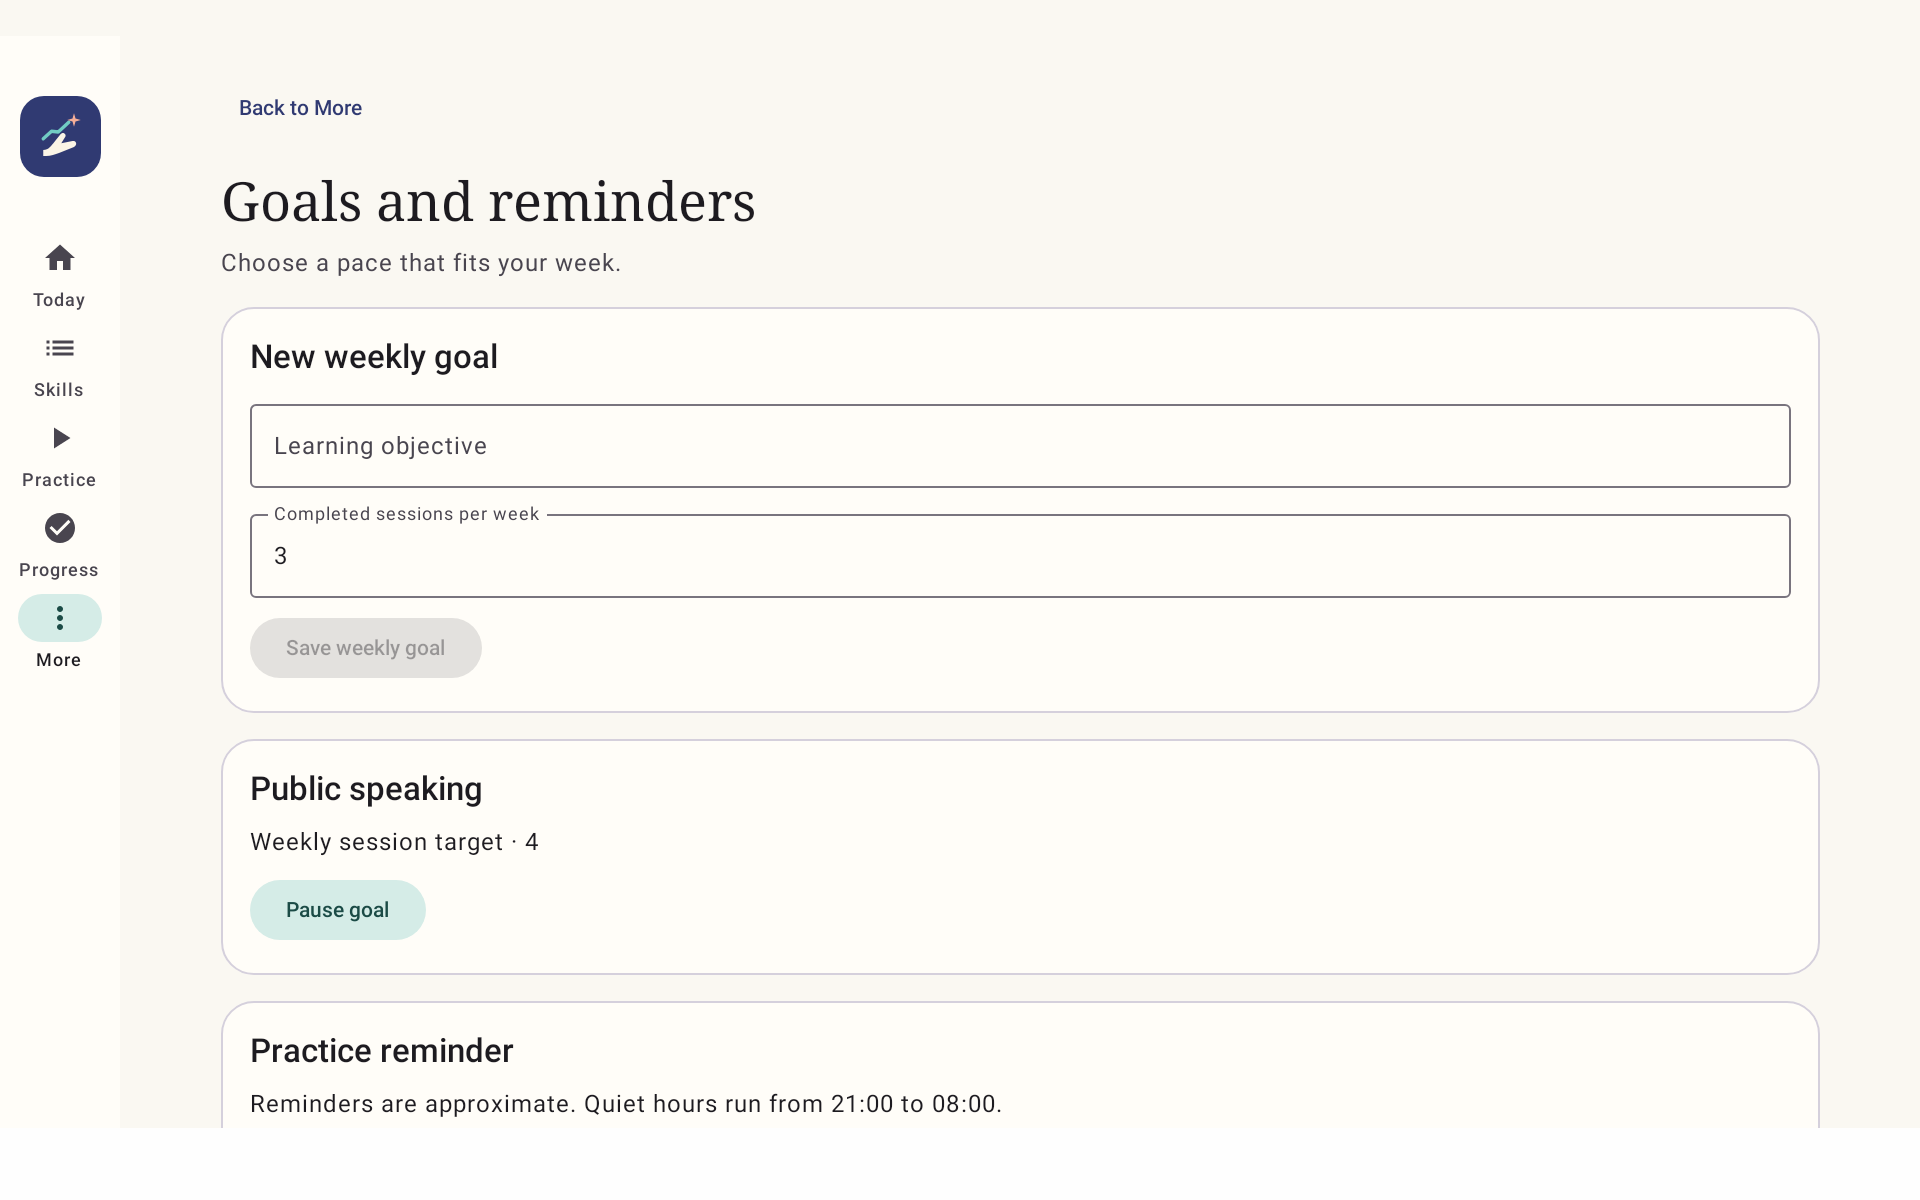 Back to More
Goals and reminders
Choose a pace that fits your week.
Today
Skills
Practice
Progress
More
New weekly goal
Learning objective
Completed sessions per week
3
Save weekly goal
Public speaking
Weekly session target · 4
Pause goal
Practice reminder
Reminders are approximate. Quiet hours run from 21:00 to 08:00.